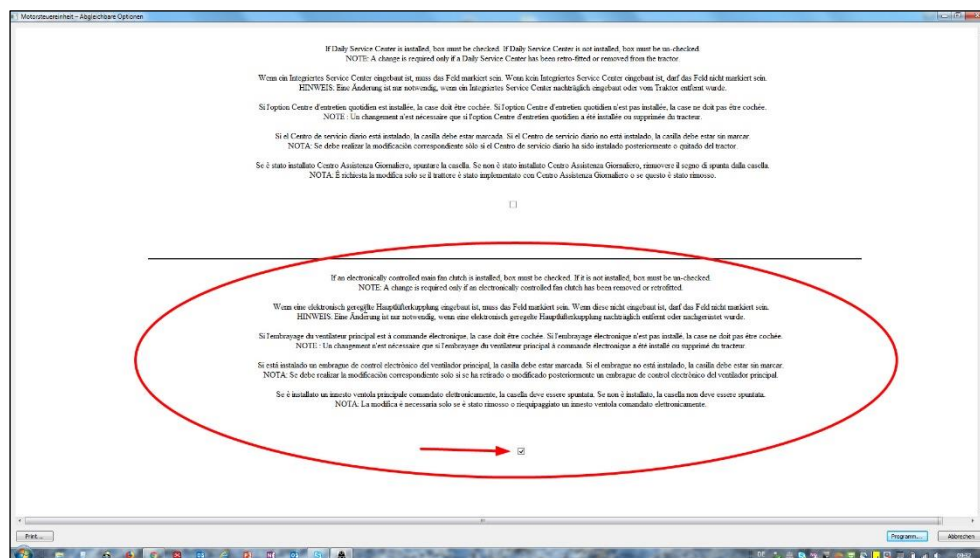 Motorsteuereinheit – Abgleichbare Optionen
If Daily Service Center is installed, box must be checked. If Daily Service Center is not installed, box must be un-checked.
NOTE: A change is required only if a Daily Service Center has been retro-fitted or removed from the tractor.
Wenn ein Integriertes Service Center eingebaut ist, muss das Feld markiert sein. Wenn kein Integriertes Service Center eingebaut ist, darf das Feld nicht markiert sein.
HINWEIS: Eine Änderung ist nur notwendig, wenn ein Integriertes Service Center nachträglich eingebaut oder vom Traktor entfernt wurde.
Si l'option Centre d'entretien quotidien est installée, la case doit être cochée. Si l'option Centre d'entretien quotidien n'est pas installée, la case ne doit pas être cochée.
NOTE : Un changement n'est nécessaire que si l'option Centre d'entretien quotidien a été installée ou supprimée du tracteur.
Si el Centro de servicio diario está instalado, la casilla debe estar marcada. Si el Centro de servicio diario no está instalado, la casilla debe estar sin marcar.
NOTA: Se debe realizar la modificación correspondiente sólo si el Centro de servicio diario ha sido instalado posteriormente o quitado del tractor.
Se è stato installato Centro Assistenza Giornaliero, spuntare la casella. Se non è stato installato Centro Assistenza Giornaliero, rimuovere il segno di spunta dalla casella.
NOTA: È richiesta la modifica solo se il trattore è stato implementato con Centro Assistenza Giornaliero o se questo è stato rimosso.
If an electronically controlled main fan clutch is installed, box must be checked. If it is not installed, box must be un-checked.
NOTE: A change is required only if an electronically controlled fan clutch has been removed or retrofitted.
Wenn eine elektronisch geregelte Hauptlüfterkupplung eingebaut ist, muss das Feld markiert sein. Wenn diese nicht eingebaut ist, darf das Feld nicht markiert sein.
HINWEIS: Eine Änderung ist nur notwendig, wenn eine elektronisch geregelte Hauptlüfterkupplung nachträglich entfernt oder nachgerüstet wurde.
Si l'embrayage du ventilateur principal est à commande électronique, la case doit être cochée. Si l'embrayage électronique n'est pas installé, la case ne doit pas être cochée.
NOTE : Un changement n'est nécessaire que si l'embrayage du ventilateur principal à commande électronique a été installé ou supprimé du tracteur.
Si está instalado un embrague de control electrónico del ventilador principal, la casilla debe estar marcada. Si el embrague no está instalado, la casilla debe estar sin marcar.
NOTA: Se debe realizar la modificación correspondiente solo si se ha retirado o modificado posteriormente un embrague de control electrónico del ventilador principal.
Se è installato un innesto ventola principale comandato elettronicamente, la casella deve essere spuntata. Se non è installato, la casella non deve essere spuntata.
NOTA: La modifica è necessaria solo se è stato rimosso o riequipaggiato un innesto ventola comandato elettronicamente.
Print...
Programm...
Abbrechen
DE
09:02